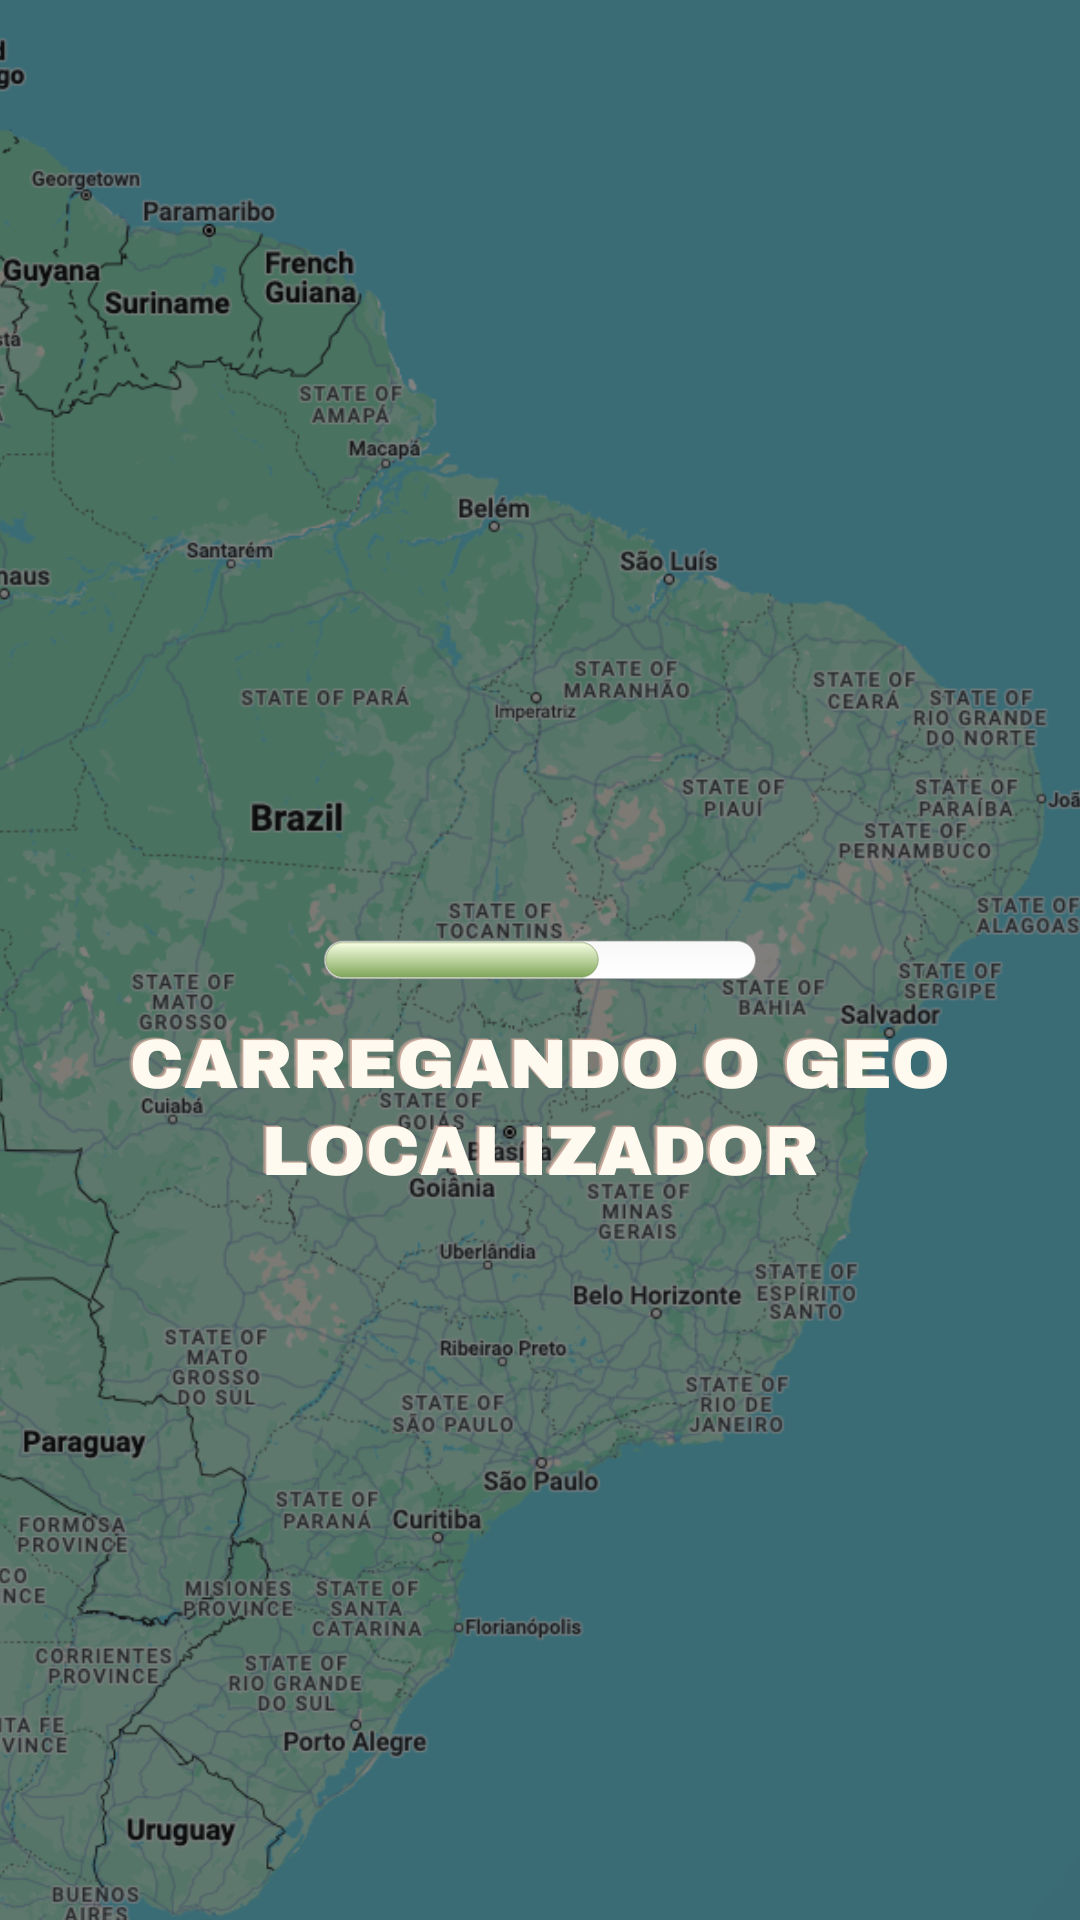 go
Georgetown
Paramaribo
Guyana
French
Guiana
Suriname
STATE OF
AMAPÁ
Macapá
Belém
Santarém
São Luís
STATE OF
MARANHÃO
STATE OF PARÁ
Imperatriz
STATE OF
CEARÁ
STATE OF
RIO GRANDE
DO NORTE
STATE OF
PIAUÍ
STATE OF
PARAÍBA
Joã
Brazil
STATE OF
PERNAMBUCO
STATE OF
TOCANTINS
STATE OF
ALAGOAS
STATE OF
MATO
GROSSO
STATE OF
BAHIA
STATE OF
SERGIPE
Salvador
CARREGANDO O GEO
LOCALIZADOR
Cuiabá
STATE OF
GOIÁS
Brasília
Goiânia
STATE OF
MINAS
GERAIS
Uberlândia
Belo Horizonte
STATE OF
ESPÍRITO
SANTO
STATE OF
MATO
GROSSO
DO SUL
Ribeirao Preto
STATE OF
SÃO PAULO
STATE OF
RIO DE
JANEIRO
Paraguay
São Paulo
STATE OF
PARANÁ
Curitiba
FORMOSA
PROVINCE
CO
NCE
MISIONES
PROVINCE
STATE OF
SANTA
CATARINA
Florianópolis
CORRIENTES
PROVINCE
STATE OF
RIO GRANDE
DO SUL
TA FE
VINCE
Porto Alegre
Uruguay
BUENOS
AIRES